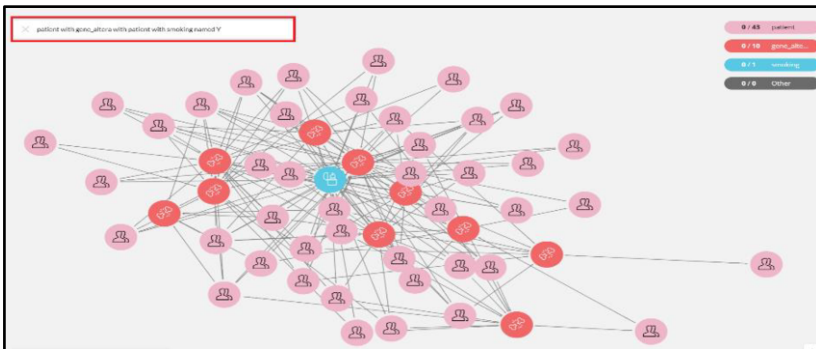 patient with gene_altera with patient with smoking named Y
0 / 43 patient
0 / 10 gene_alte...
0 / 1 smoking
0 / 0 Other